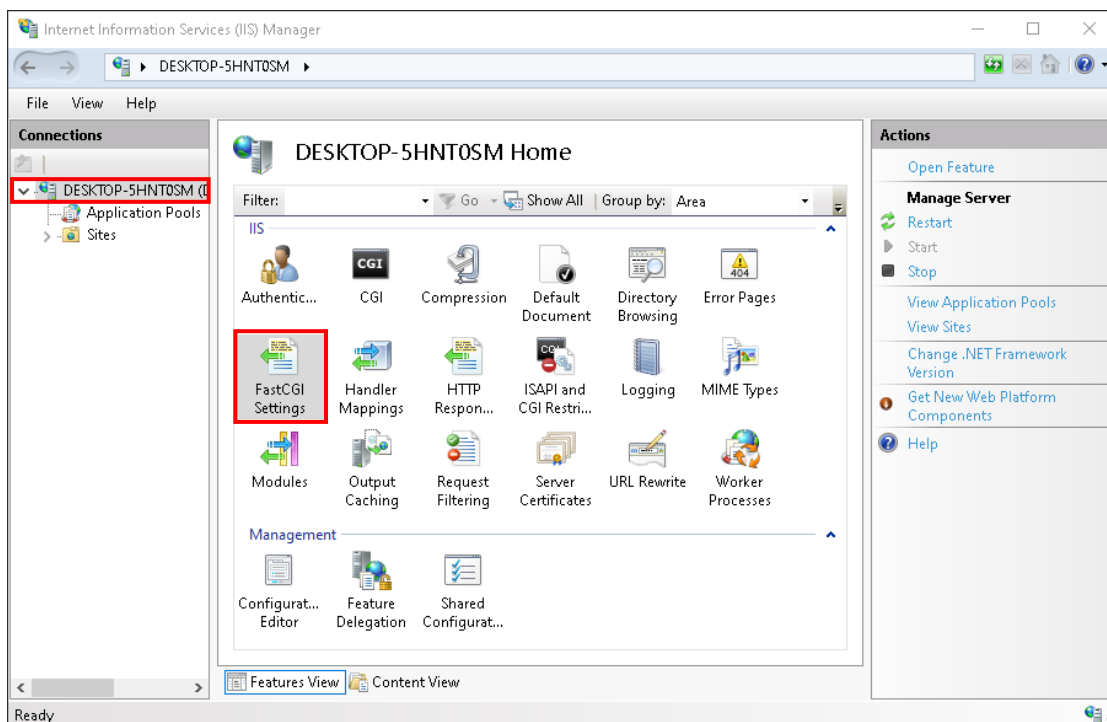 Internet Information Services (IIS) Manager
DESKTOP-5HNT0SM
File View Help
Connections
DESKTOP-5HNT0SM (D
Application Pools
Sites
DESKTOP-5HNT0SM Home
Filter: Go Show All Group by: Area
IIS
Authentic...
CGI
Compression
Default
Document
Directory
Browsing
Error Pages
404
FastCGI
Settings
Handler
Mappings
HTTP
Respon...
ISAPI and
CGI Restri...
Logging
MIME Types
Modules
Output
Caching
Request
Filtering
Server
Certificates
URL Rewrite
Worker
Processes
Management
Configurat...
Editor
Feature
Delegation
Shared
Configurat...
Features View Content View
Actions
Open Feature
Manage Server
Restart
Start
Stop
View Application Pools
View Sites
Change .NET Framework
Version
Get New Web Platform
Components
Help
Ready